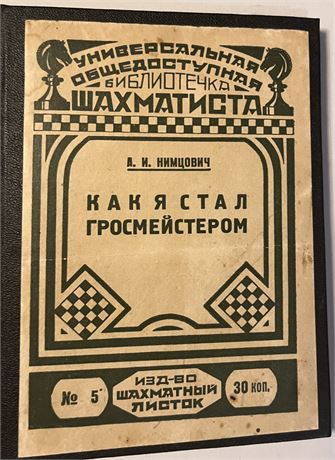 УНИВЕРСАЛЬНАЯ
ОБЩЕДОСТУПНАЯ
БИБЛИОТЕЧКА
ШАХМАТИСТА
А. И. НИМЦОВИЧ
КАК Я СТАЛ
ГРОСМЕЙСТЕРОМ
№ 5
ИЗД-ВО
ШАХМАТНЫЙ
ЛИСТОК
30 КОП.